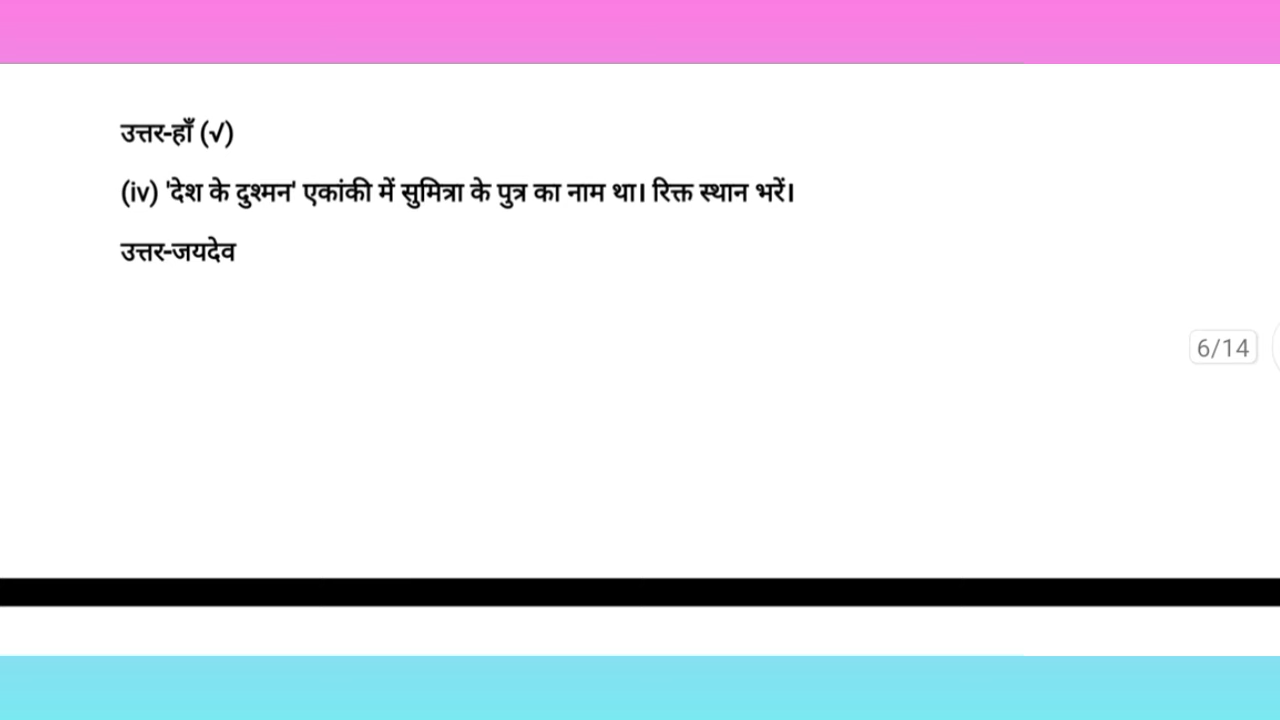 उत्तर-हाँ (√)
(iv) 'देश के दुश्मन' एकांकी में सुमित्रा के पुत्र का नाम था। रिक्त स्थान भरें।
उत्तर-जयदेव
6/14